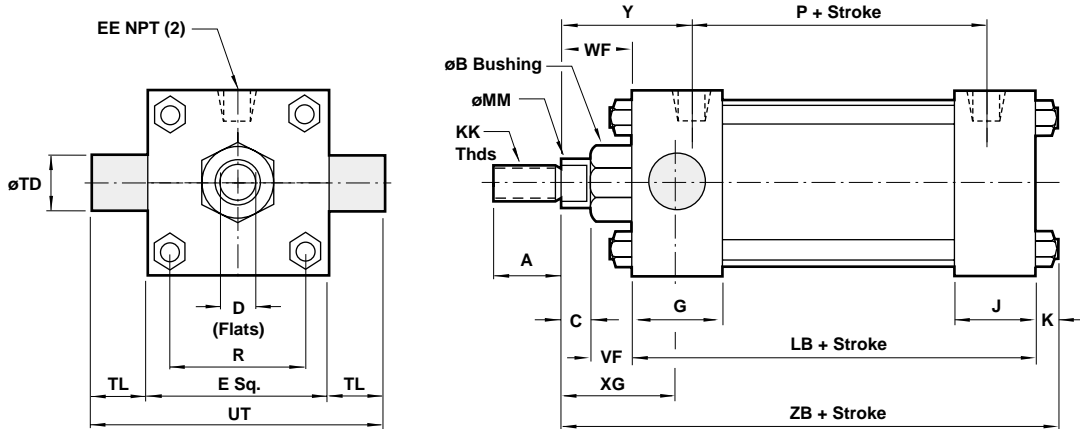 EE NPT (2)
øTD
D
(Flats)
R
TL
E Sq.
TL
UT
Y
P + Stroke
WF
øB Bushing
øMM
KK
Thds
A
C
G
J
K
VF
LB + Stroke
XG
ZB + Stroke